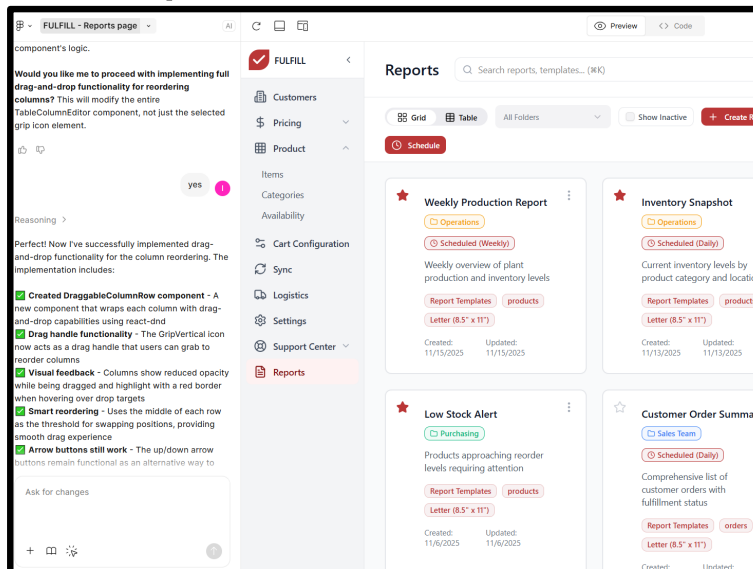 FULFILL - Reports page
AI
component's logic.
Would you like me to proceed with implementing full
drag-and-drop functionality for reordering
columns? This will modify the entire
TableColumnEditor component, not just the selected
grip icon element.
yes
I
Reasoning
Perfect! Now I've successfully implemented drag-
and-drop functionality for the column reordering. The
implementation includes:
✅ Created DraggableColumnRow component - A
new component that wraps each column with drag-
and-drop capabilities using react-dnd
✅ Drag handle functionality - The GripVertical icon
now acts as a drag handle that users can grab to
reorder columns
✅ Visual feedback - Columns show reduced opacity
while being dragged and highlight with a red border
when hovering over drop targets
✅ Smart reordering - Uses the middle of each row
as the threshold for swapping positions, providing
smooth drag experience
✅ Arrow buttons still work - The up/down arrow
buttons remain functional as an alternative way to
Ask for changes
Preview
<> Code
FULFILL
Customers
Pricing
Product
Items
Categories
Availability
Cart Configuration
Sync
Logistics
Settings
Support Center
Reports
Reports
Search reports, templates... (⌘K)
Grid
Table
All Folders
Show Inactive
+ Create R
Schedule
Weekly Production Report
Operations
Scheduled (Weekly)
Weekly overview of plant
production and inventory levels
Report Templates
products
Letter (8.5" x 11")
Created:
11/15/2025
Updated:
11/15/2025
Inventory Snapshot
Operations
Scheduled (Daily)
Current inventory levels by
product category and locatio
Report Templates
product
Letter (8.5" x 11")
Created:
11/13/2025
Updated:
11/13/2025
Low Stock Alert
Purchasing
Products approaching reorder
levels requiring attention
Report Templates
products
Letter (8.5" x 11")
Created:
11/6/2025
Updated:
11/6/2025
Customer Order Summa
Sales Team
Scheduled (Daily)
Comprehensive list of
customer orders with
fulfillment status
Report Templates
orders
Letter (8.5" x 11")
Created:
Updated: